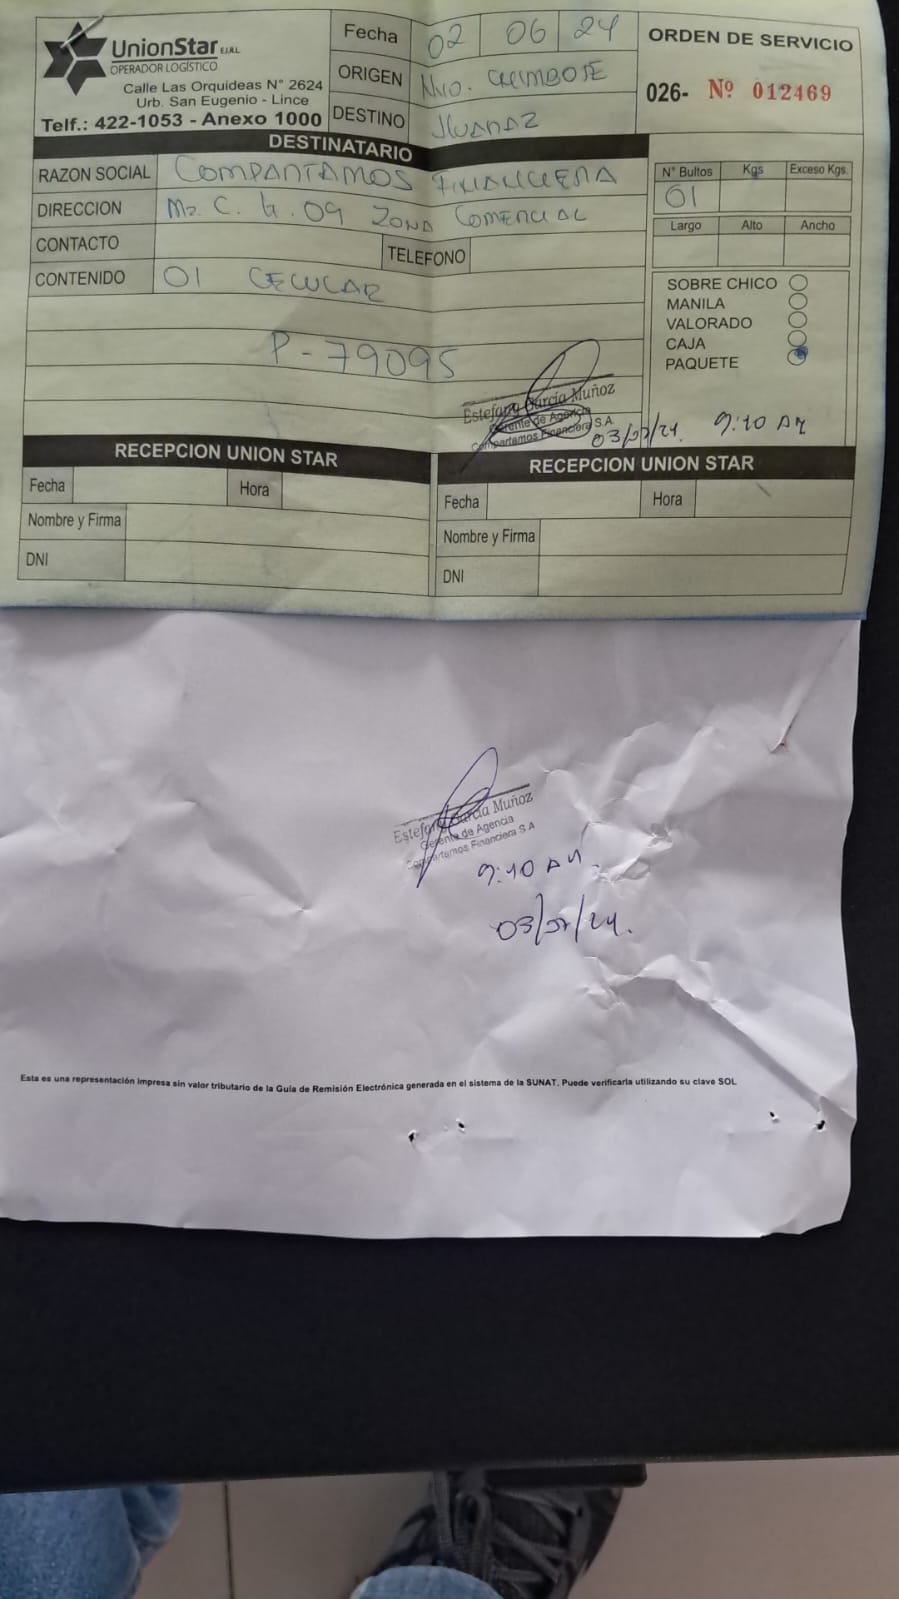 UnionStar E.I.R.L
OPERADOR LOGÍSTICO
Calle Las Orquideas N° 2624
Urb. San Eugenio - Lince
Telf.: 422-1053 - Anexo 1000
Fecha 02 06 24
ORIGEN Nvo. CHIMBOTE
DESTINO HUARAZ
ORDEN DE SERVICIO
026- Nº 012469
DESTINATARIO
RAZON SOCIAL COMPARTAMOS FINANCIERA
DIRECCION Mz. C. Lt. 09 ZONA COMERCIAL
CONTACTO
TELEFONO
CONTENIDO 01 CELULAR
P-79095
N° Bultos Kgs Exceso Kgs.
01
Largo Alto Ancho
SOBRE CHICO
MANILA
VALORADO
CAJA
PAQUETE
Estefany García Muñoz
Gerente de Agencia
Compartamos Financiera S.A.
03/07/24. 9:10 AM
RECEPCION UNION STAR
Fecha Hora
Nombre y Firma
DNI
RECEPCION UNION STAR
Fecha Hora
Nombre y Firma
DNI
Estefany García Muñoz
Gerente de Agencia
Compartamos Financiera S.A
9:10 AM.
03/07/24.
Esta es una representación impresa sin valor tributario de la Guía de Remisión Electrónica generada en el sistema de la SUNAT. Puede verificarla utilizando su clave SOL